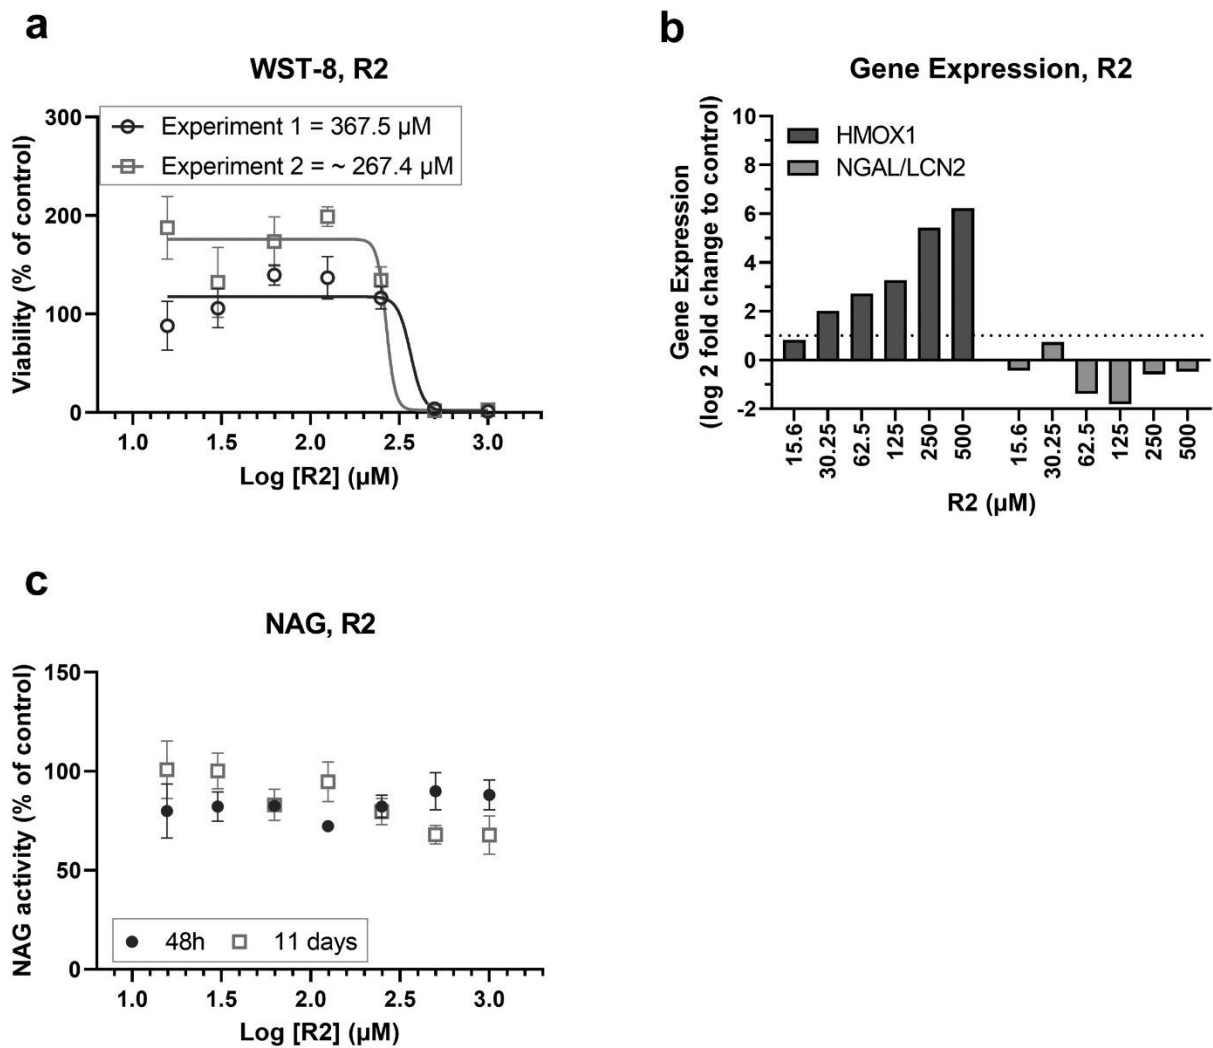 a
WST-8, R2
Viability (% of control)
300
200
100
0
Experiment 1 = 367.5 µM
Experiment 2 = ~ 267.4 µM
1.0 1.5 2.0 2.5 3.0
Log [R2] (µM)
b
Gene Expression, R2
Gene Expression
(log 2 fold change to control)
10
8
6
4
2
0
-2
HMOX1
NGAL/LCN2
15.6 30.25 62.5 125 250 500 15.6 30.25 62.5 125 250 500
R2 (µM)
c
NAG, R2
NAG activity (% of control)
150
100
50
0
48h 11 days
1.0 1.5 2.0 2.5 3.0
Log [R2] (µM)